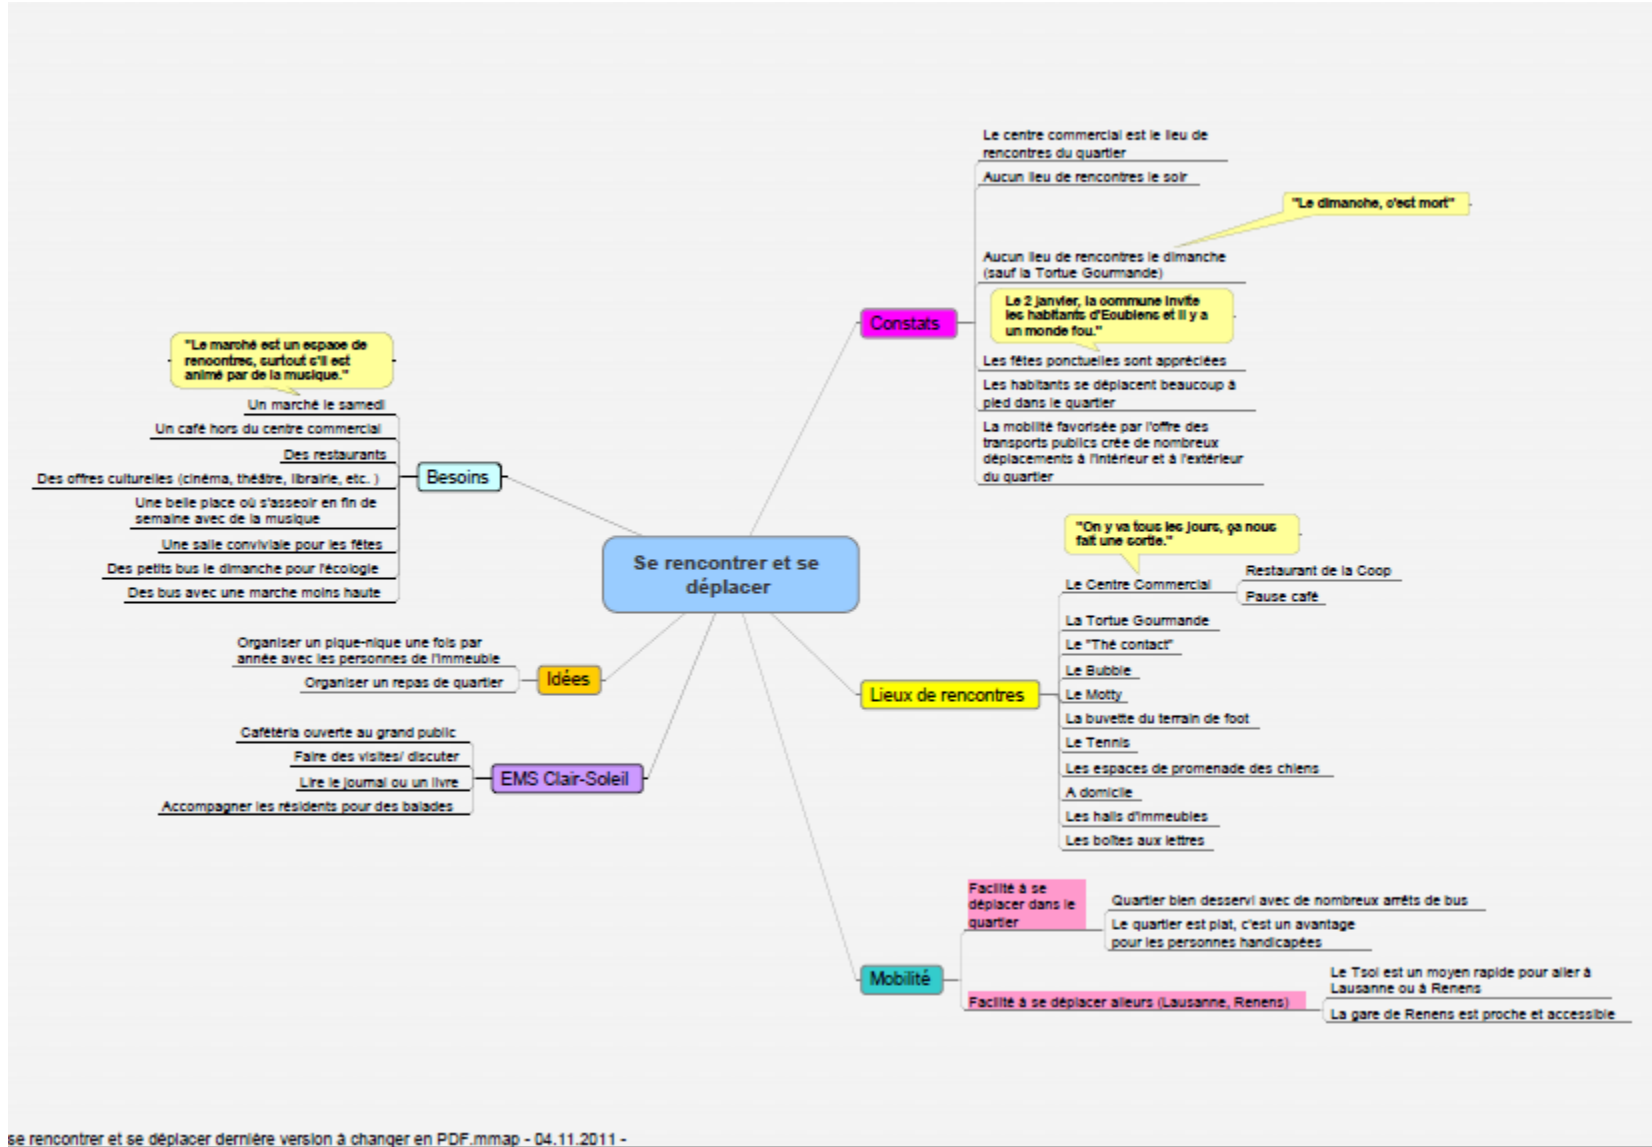 Se rencontrer et se
déplacer
Constats
Le centre commercial est le lieu de
rencontres du quartier
Aucun lieu de rencontres le soir
"Le dimanche, c'est mort"
Aucun lieu de rencontres le dimanche
(sauf la Tortue Gourmande)
Le 2 janvier, la commune invite
les habitants d'Ecublens et il y a
un monde fou."
Les fêtes ponctuelles sont appréciées
Les habitants se déplacent beaucoup à
pied dans le quartier
La mobilité favorisée par l'offre des
transports publics crée de nombreux
déplacements à l'intérieur et à l'extérieur
du quartier
Lieux de rencontres
"On y va tous les jours, ça nous
fait une sortie."
Le Centre Commercial
Restaurant de la Coop
Pause café
La Tortue Gourmande
Le "Thé contact"
Le Bubble
Le Motty
La buvette du terrain de foot
Le Tennis
Les espaces de promenade des chiens
A domicile
Les halls d'immeubles
Les boîtes aux lettres
Mobilité
Facilité à se
déplacer dans le
quartier
Quartier bien desservi avec de nombreux arrêts de bus
Le quartier est plat, c'est un avantage
pour les personnes handicapées
Facilité à se déplacer alleurs (Lausanne, Renens)
Le Tsol est un moyen rapide pour aller à
Lausanne ou à Renens
La gare de Renens est proche et accessible
Besoins
"Le marché est un espace de
rencontres, surtout s'il est
animé par de la musique."
Un marché le samedi
Un café hors du centre commercial
Des restaurants
Des offres culturelles (cinéma, théâtre, librairie, etc. )
Une belle place où s'asseoir en fin de
semaine avec de la musique
Une salle conviviale pour les fêtes
Des petits bus le dimanche pour l'écologie
Des bus avec une marche moins haute
Idées
Organiser un pique-nique une fois par
année avec les personnes de l'immeuble
Organiser un repas de quartier
EMS Clair-Soleil
Cafétéria ouverte au grand public
Faire des visites/ discuter
Lire le journal ou un livre
Accompagner les résidents pour des balades
se rencontrer et se déplacer dernière version à changer en PDF.mmap - 04.11.2011 -